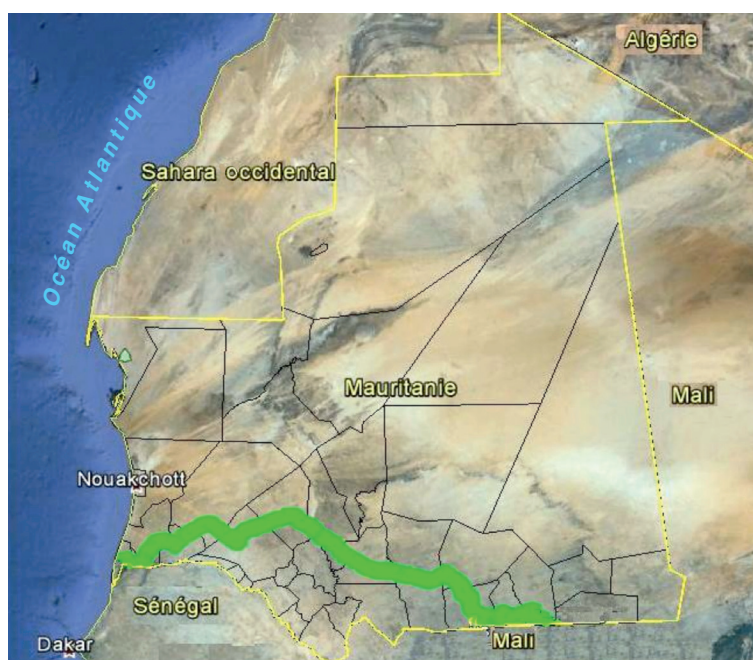 Algérie
Sahara occidental
Océan Atlantique
Mauritanie
Mali
Nouakchott
Sénégal
Mali
Dakar